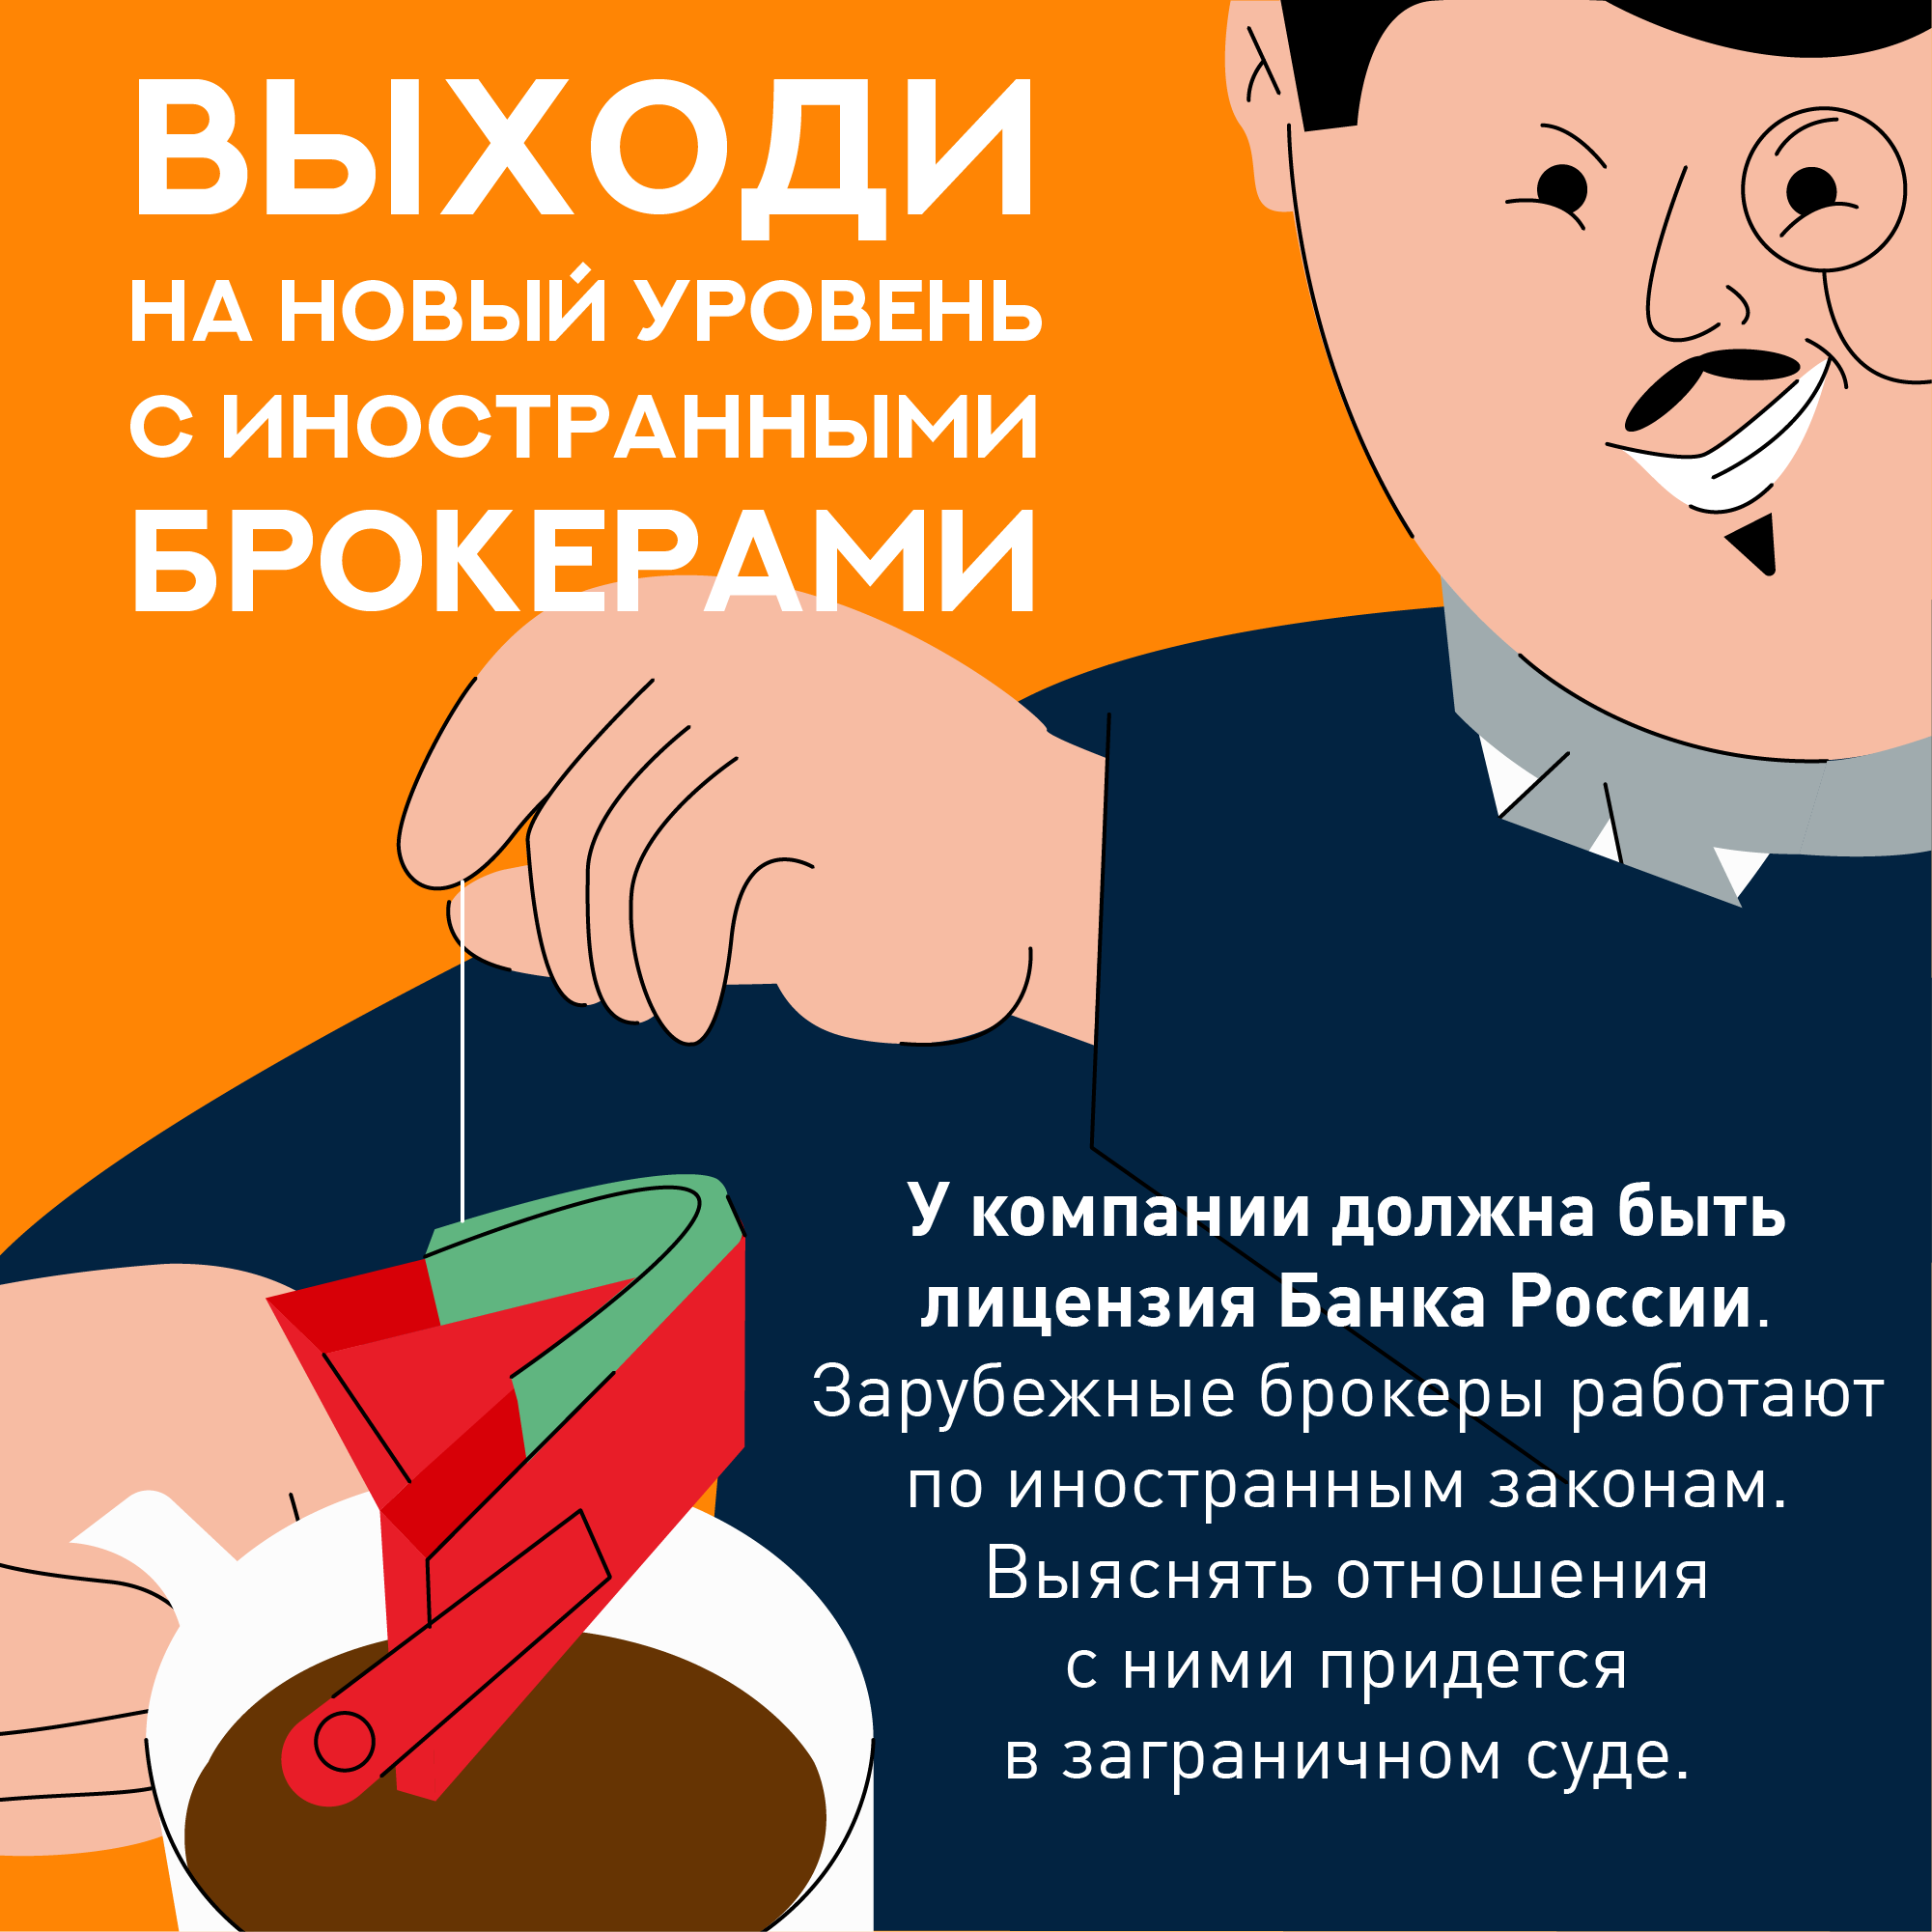 ВЫХОДИ
НА НОВЫЙ УРОВЕНЬ
С ИНОСТРАННЫМИ
БРОКЕРАМИ
У компании должна быть
лицензия Банка России.
Зарубежные брокеры работают
по иностранным законам.
Выяснять отношения
с ними придется
в заграничном суде.